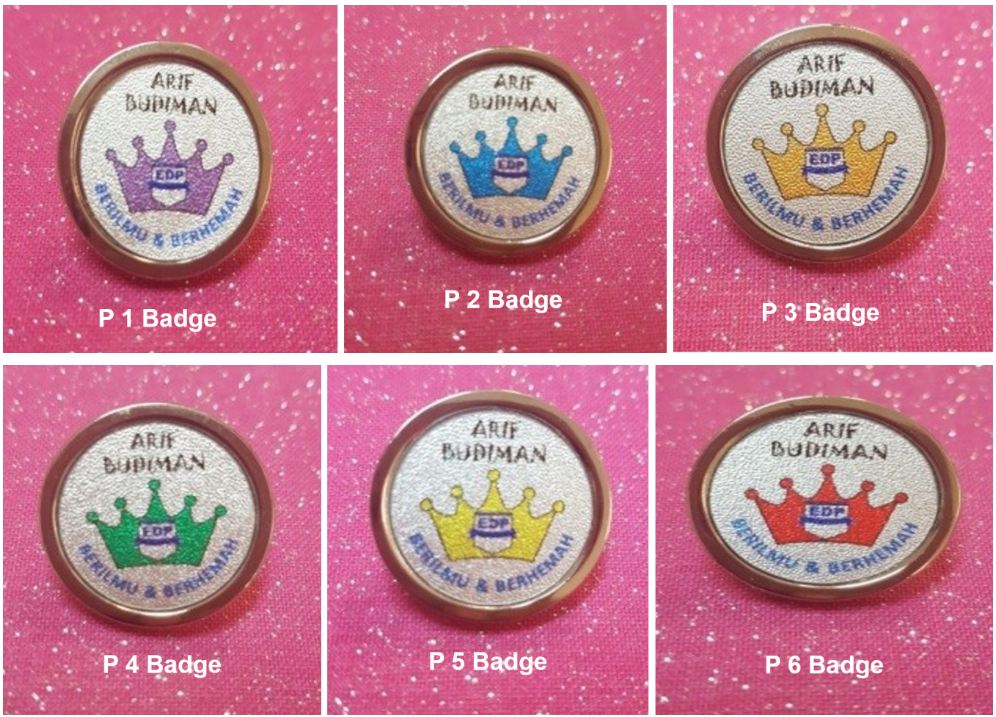 ARIF
BUDIMAN
EDP
BERILMU & BERHEMAH
P 1 Badge
ARIF
BUDIMAN
EDP
BERILMU & BERHEMAH
P 2 Badge
ARIF
BUDIMAN
EDP
BERILMU & BERHEMAH
P 3 Badge
ARIF
BUDIMAN
EDP
BERILMU & BERHEMAH
P 4 Badge
ARIF
BUDIMAN
EDP
BERILMU & BERHEMAH
P 5 Badge
ARIF
BUDIMAN
EDP
BERILMU & BERHEMAH
P 6 Badge